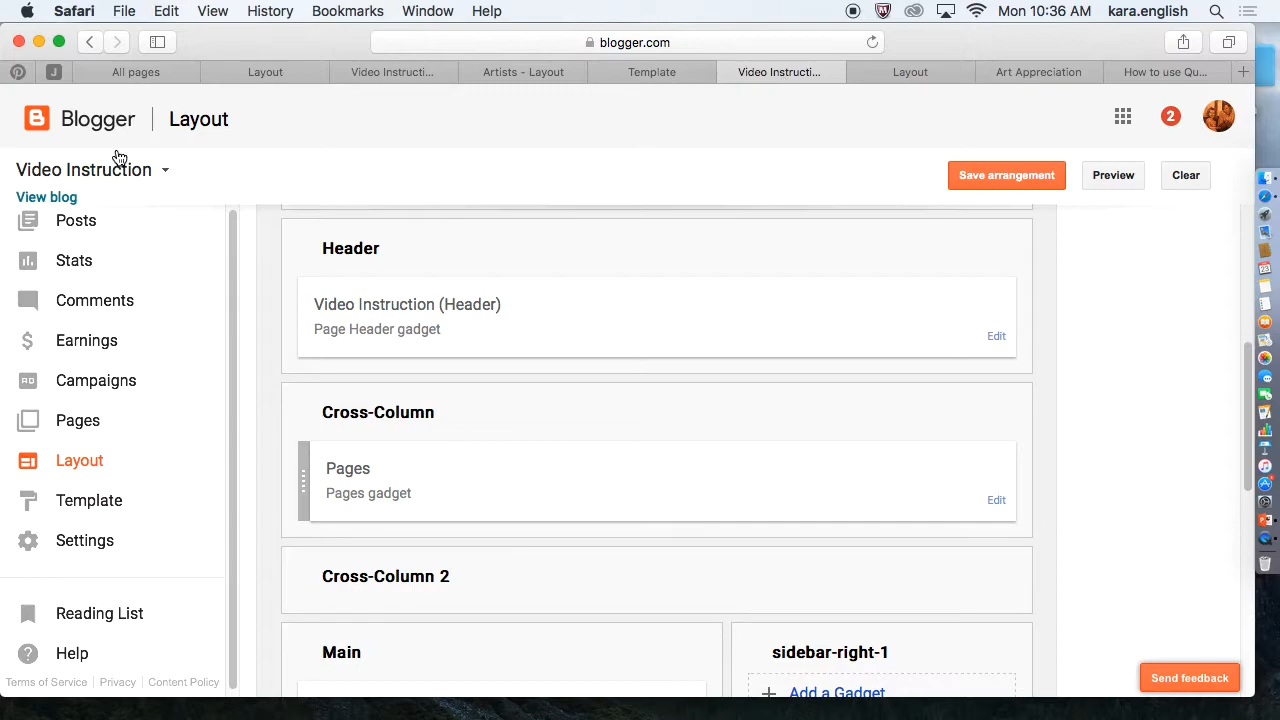 Safari File Edit View History Bookmarks Window Help Mon 10:36 AM kara.english
blogger.com
All pages Layout Video Instructi... Artists - Layout Template Video Instructi... Layout Art Appreciation How to use Qu... +
Blogger | Layout 2
Video Instruction
Save arrangement Preview Clear
View blog
Posts
Stats
Comments
Earnings
Campaigns
Pages
Layout
Template
Settings
Reading List
Help
Terms of Service | Privacy | Content Policy
Header
Video Instruction (Header)
Page Header gadget
Edit
Cross-Column
Pages
Pages gadget
Edit
Cross-Column 2
Main
sidebar-right-1
+ Add a Gadget
Send feedback